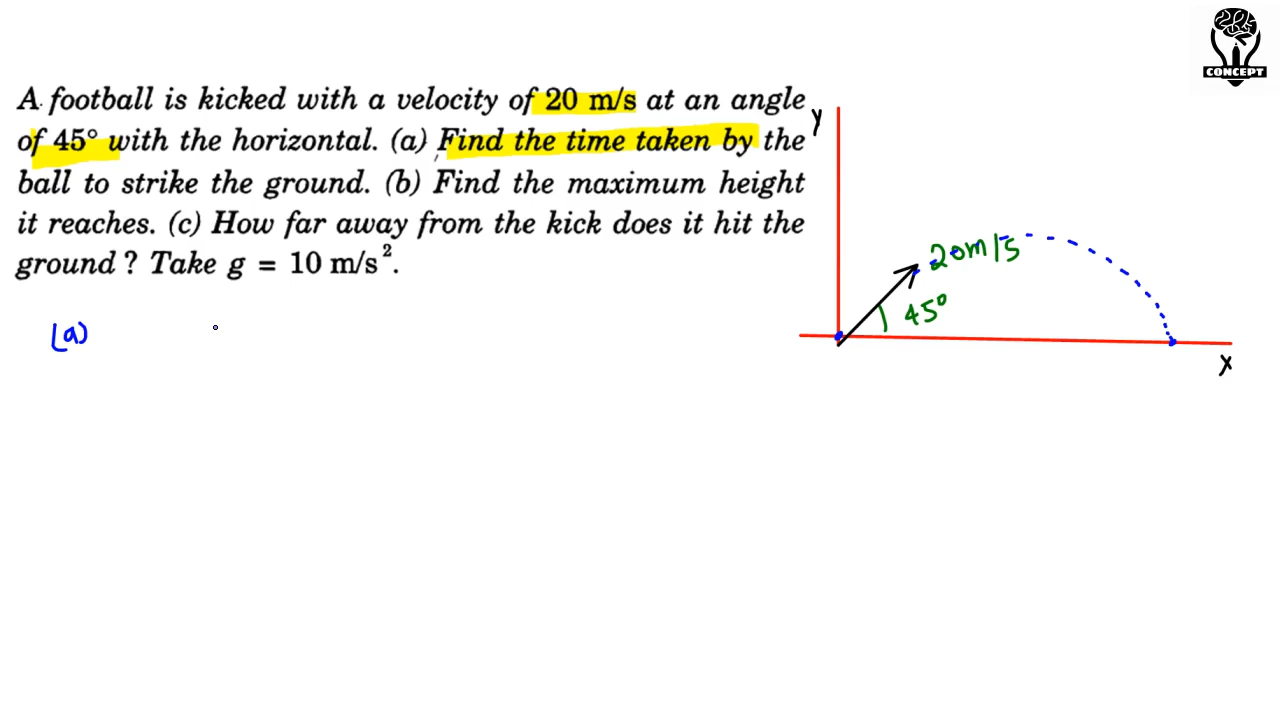 CONCEPT
A football is kicked with a velocity of 20 m/s at an angle
of 45° with the horizontal. (a) Find the time taken by the
ball to strike the ground. (b) Find the maximum height
it reaches. (c) How far away from the kick does it hit the
ground ? Take g = 10 m/s².
(a)
y
20m/s
45°
x